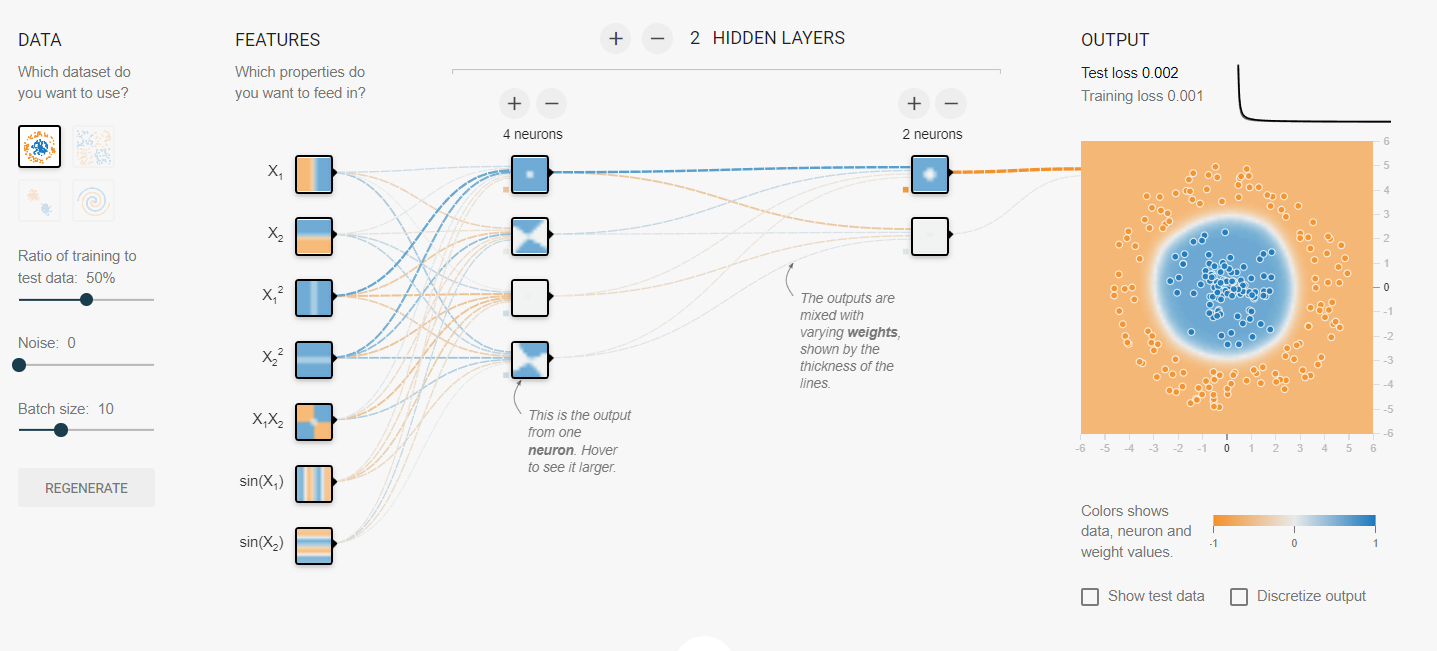 DATA
Which dataset do
you want to use?
Ratio of training to
test data: 50%
Noise: 0
Batch size: 10
REGENERATE
FEATURES
Which properties do
you want to feed in?
X1
X2
X1²
X2²
X1X2
sin(X1)
sin(X2)
+ − 2 HIDDEN LAYERS
+ −
4 neurons
+ −
2 neurons
This is the output
from one
neuron. Hover
to see it larger.
The outputs are
mixed with
varying weights,
shown by the
thickness of the
lines.
OUTPUT
Test loss 0.002
Training loss 0.001
6
5
4
3
2
1
0
-1
-2
-3
-4
-5
-6
-6 -5 -4 -3 -2 -1 0 1 2 3 4 5 6
Colors shows
data, neuron and
weight values.
-1 0 1
Show test data
Discretize output